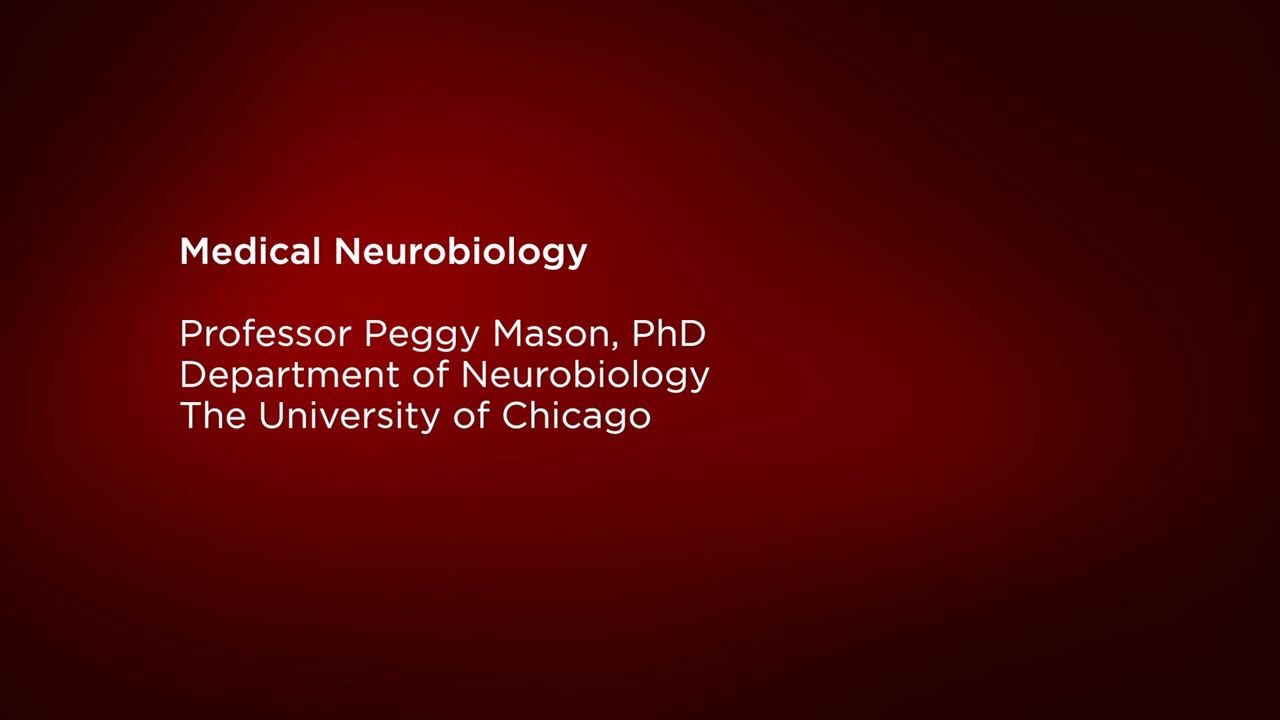 Medical Neurobiology
Professor Peggy Mason, PhD
Department of Neurobiology
The University of Chicago